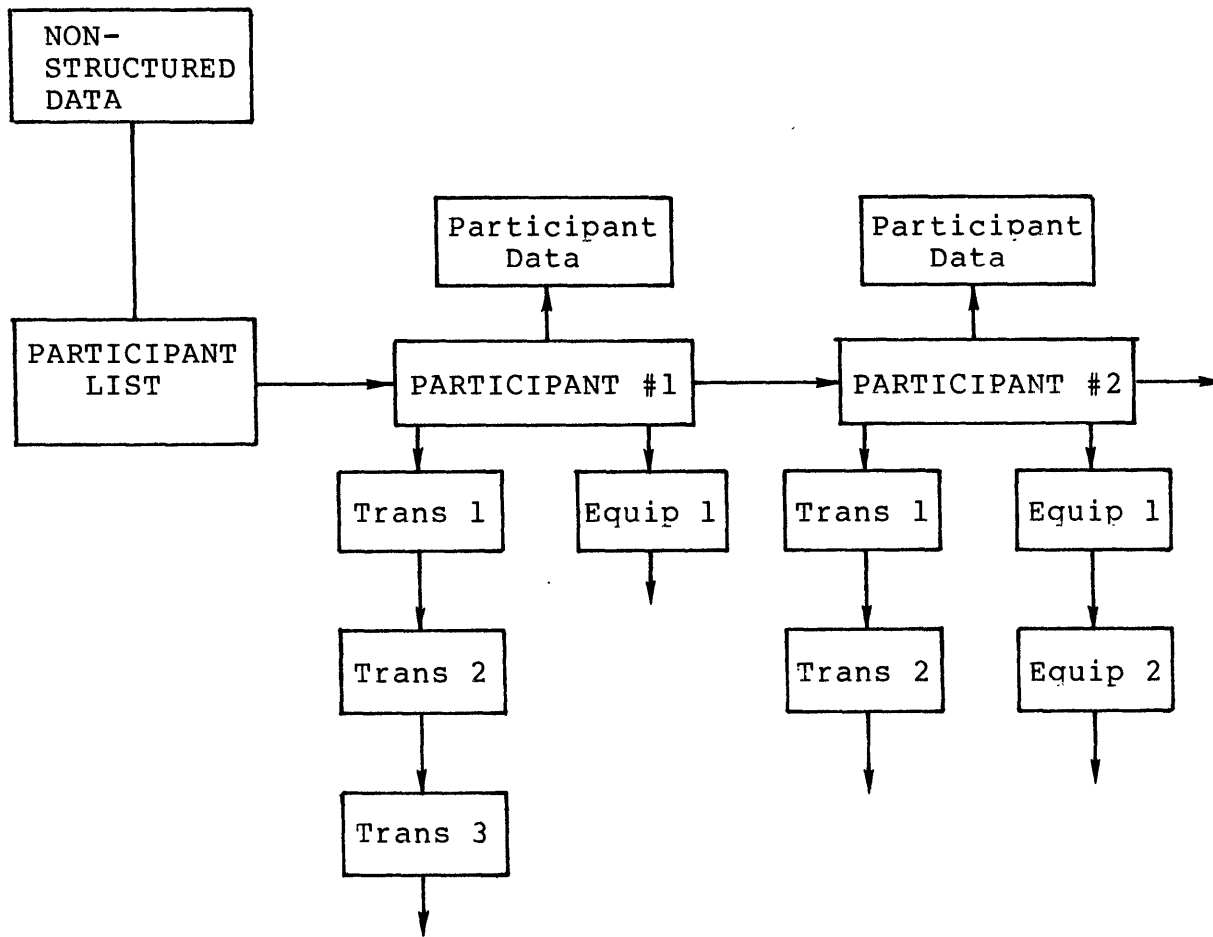 NON-
STRUCTURED
DATA
Participant
Data
Participant
Data
PARTICIPANT
LIST
PARTICIPANT #1
PARTICIPANT #2
Trans 1
Equip 1
Trans 1
Equip 1
Trans 2
Trans 2
Equip 2
Trans 3